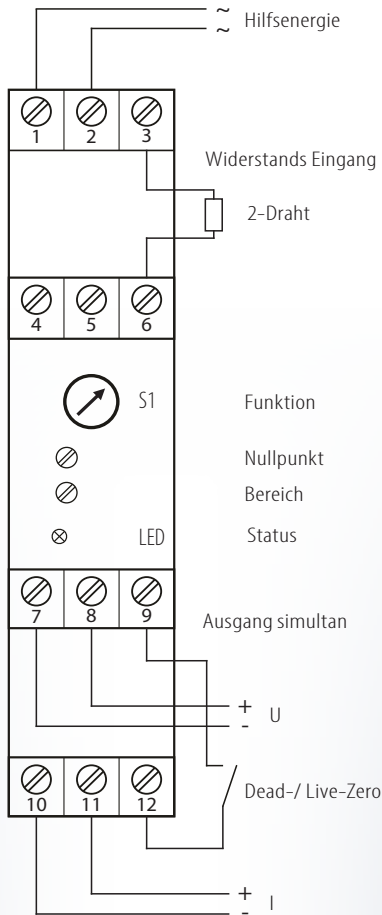 ~
~ Hilfsenergie
1 2 3
Widerstands Eingang
2-Draht
4 5 6
S1 Funktion
Nullpunkt
Bereich
LED Status
7 8 9
Ausgang simultan
+
- U
10 11 12
Dead-/ Live-Zero
+
- I